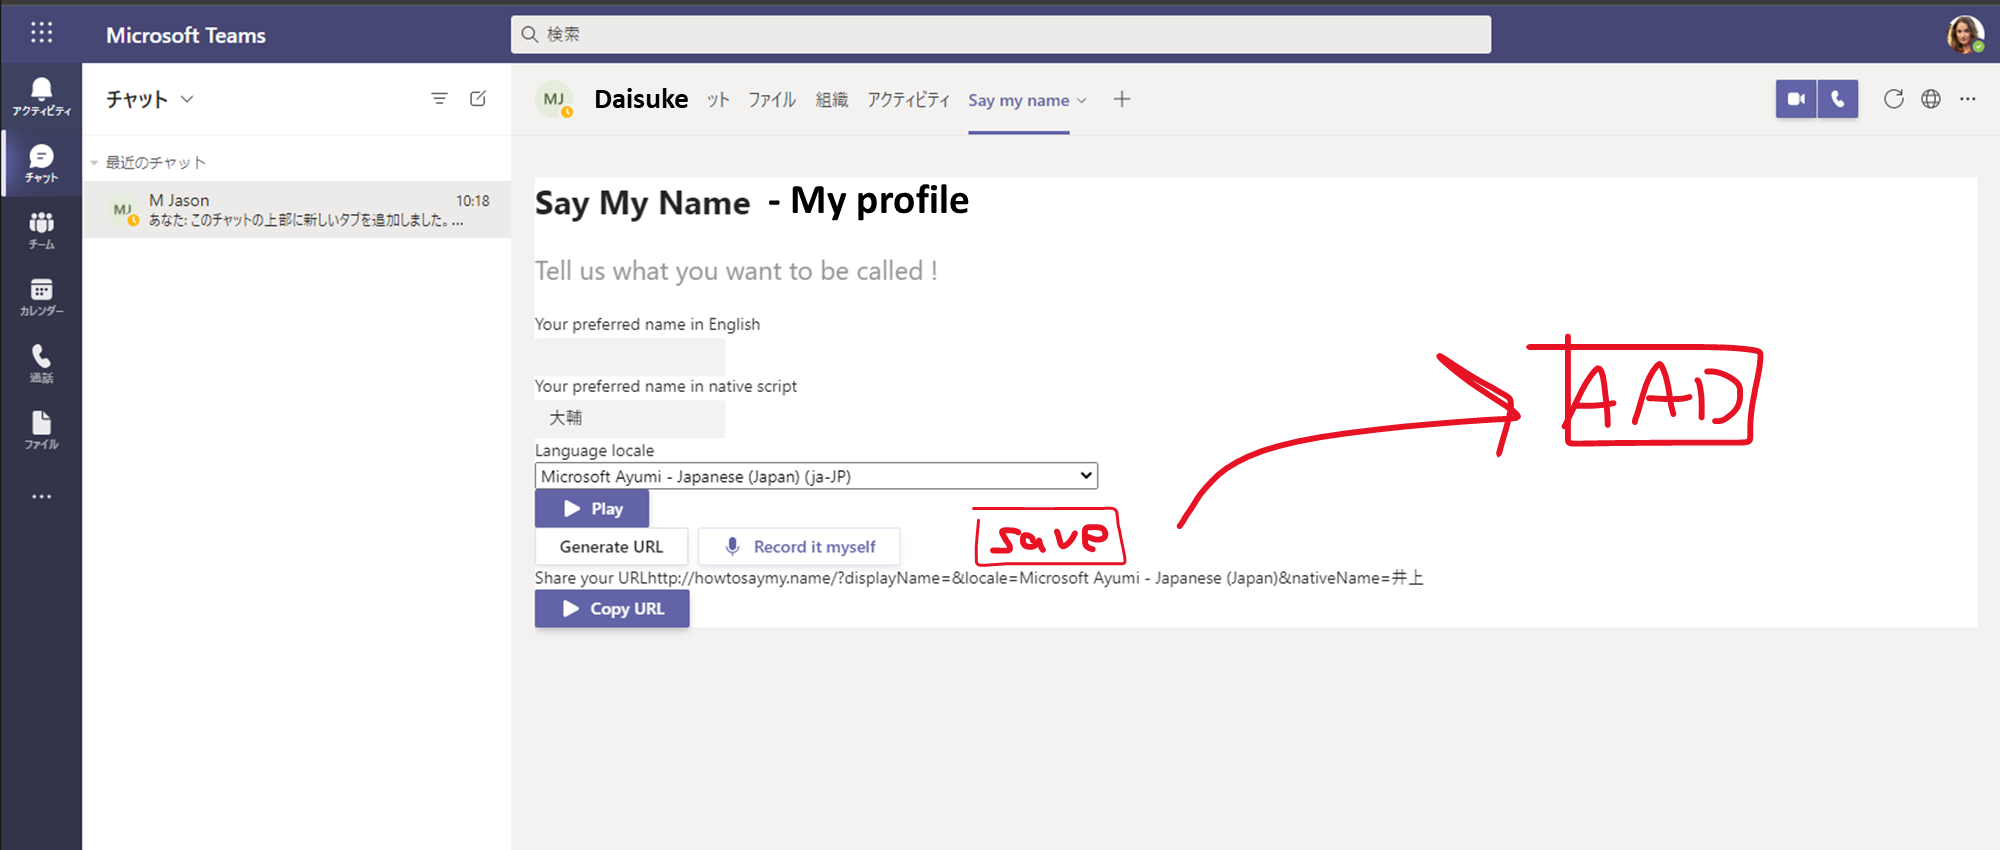 Microsoft Teams
検索
アクティビティ
チャット
チーム
カレンダー
通話
ファイル
チャット
最近のチャット
MJ
M Jason
10:18
あなた: このチャットの上部に新しいタブを追加しました。...
MJ
Daisuke
ット
ファイル
組織
アクティビティ
Say my name
Say My Name - My profile
Tell us what you want to be called !
Your preferred name in English
Your preferred name in native script
大輔
Language locale
Microsoft Ayumi - Japanese (Japan) (ja-JP)
Play
Generate URL
Record it myself
save
AAD
Share your URLhttp://howtosaymy.name/?displayName=&locale=Microsoft Ayumi - Japanese (Japan)&nativeName=井上
Copy URL